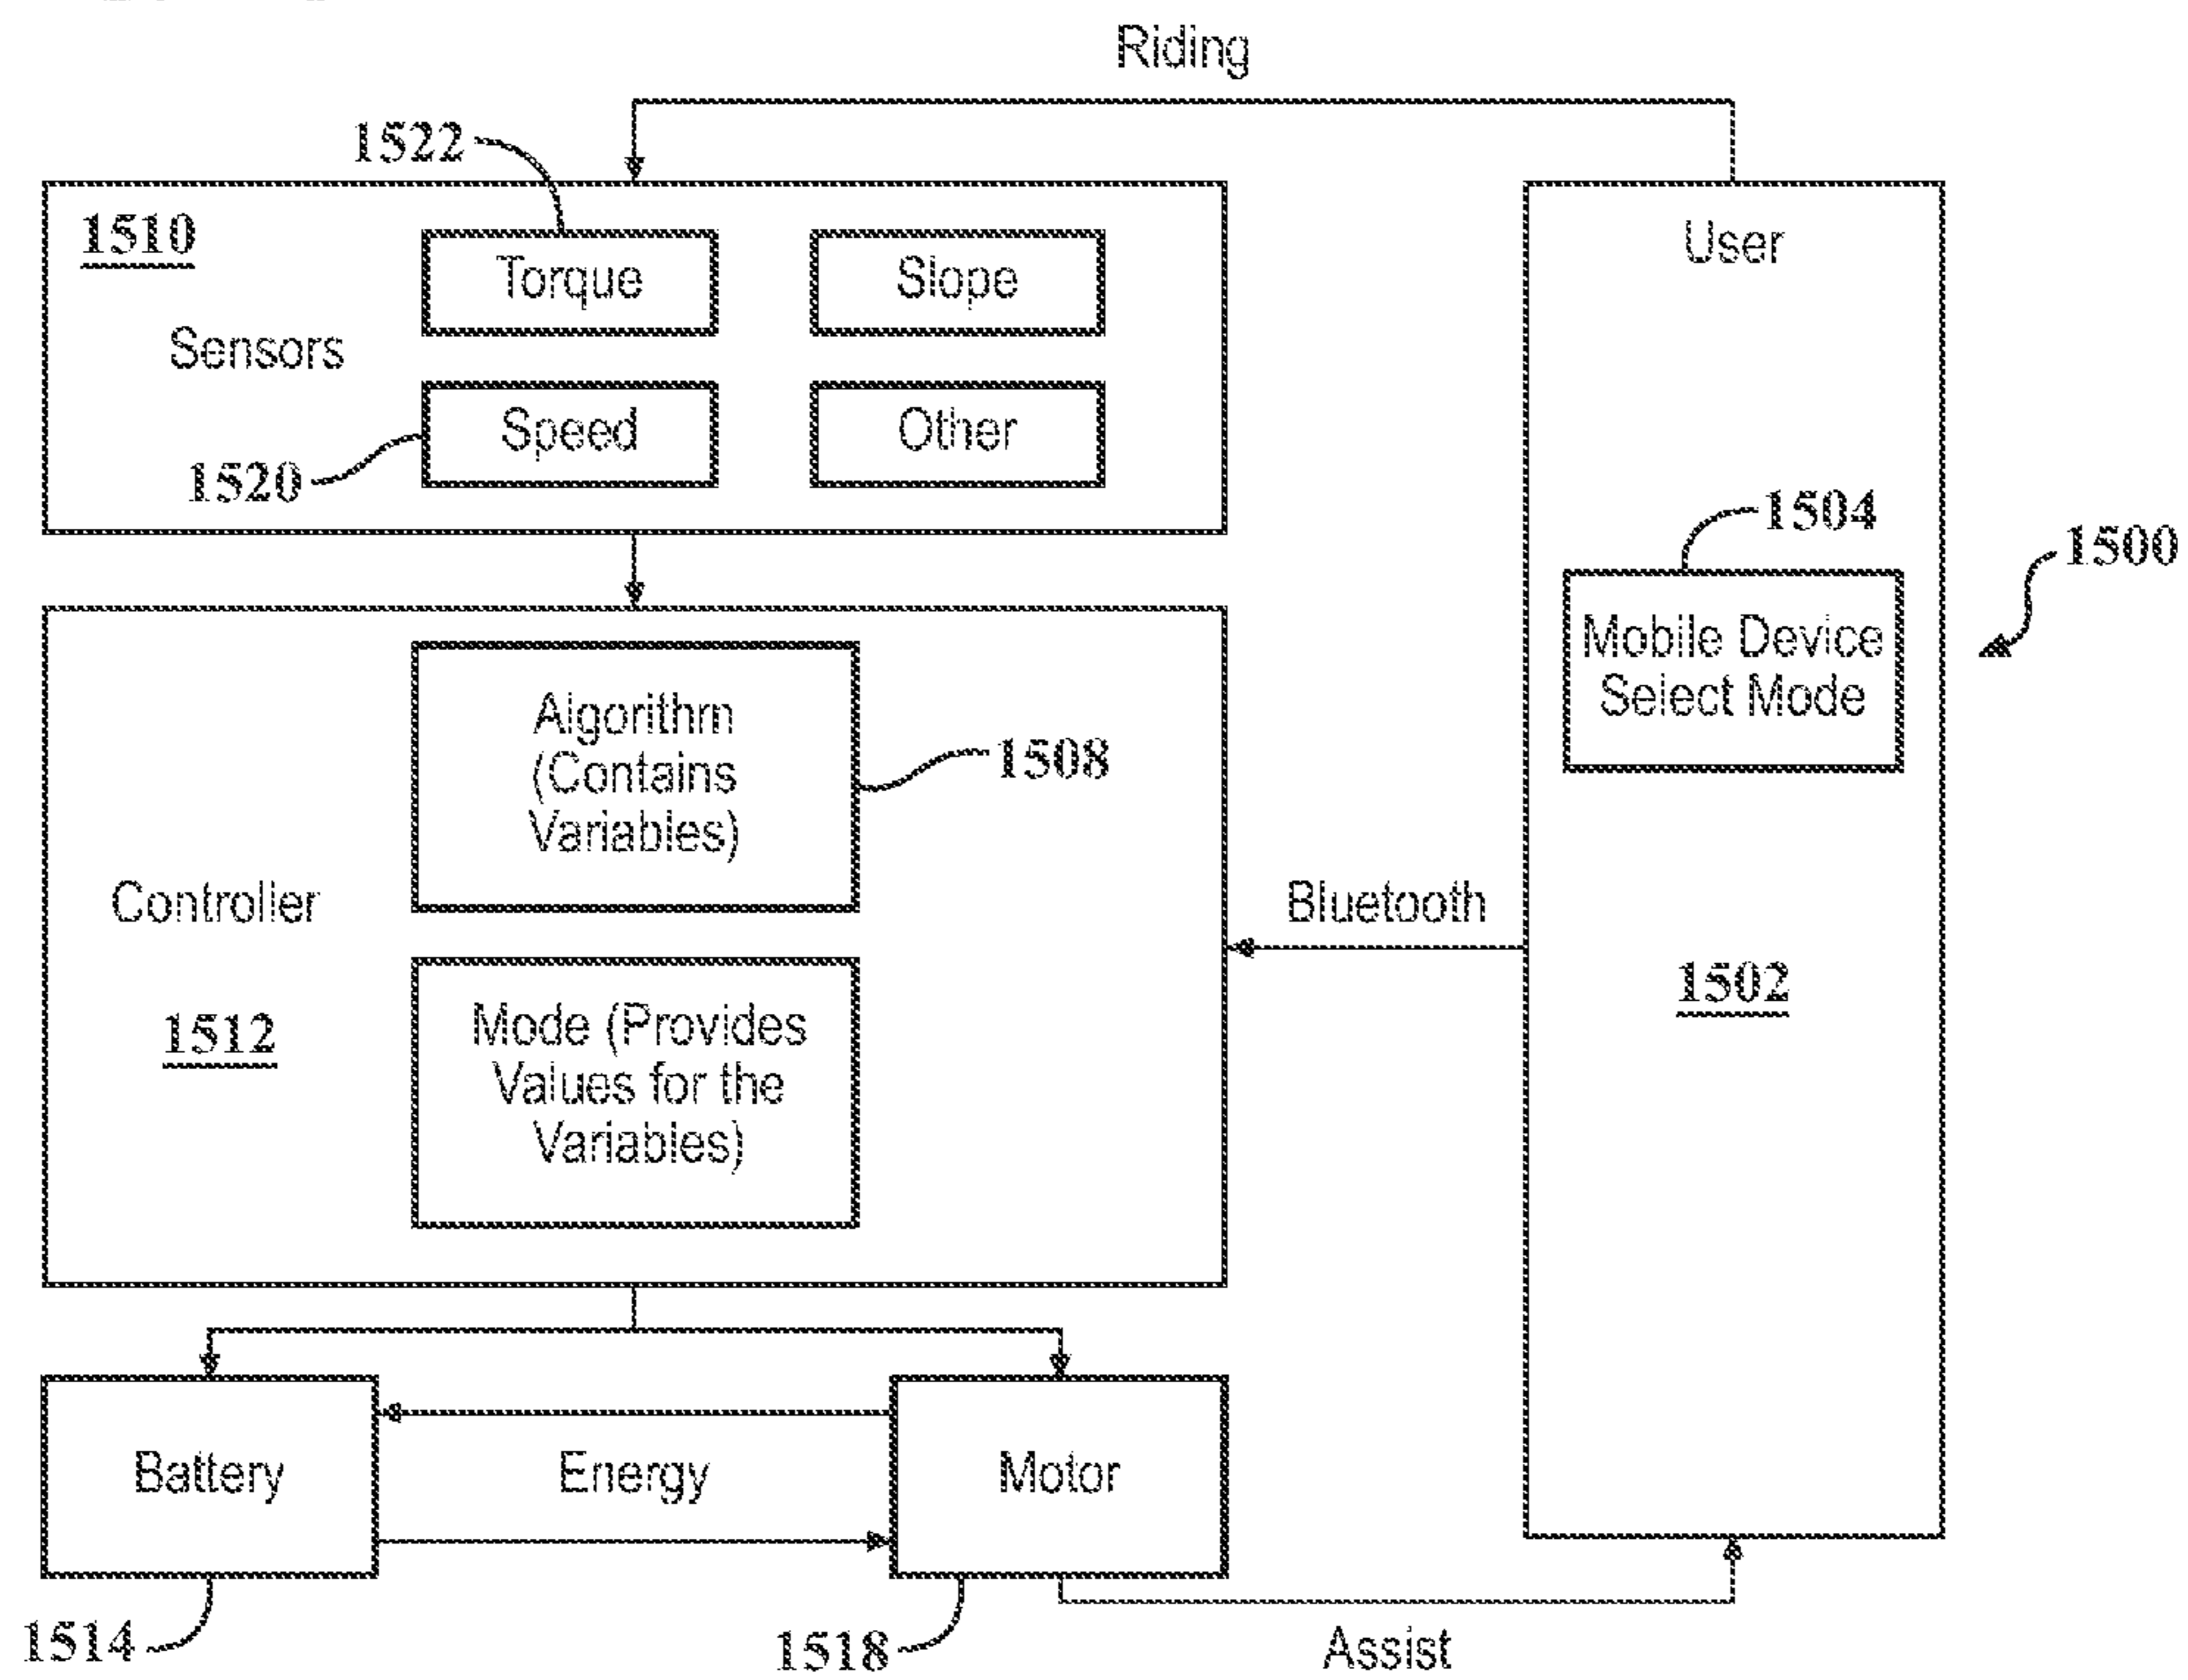 Riding
1522
1510
Torque
Slope
User
Sensors
Speed
Other
1520
1504
1500
Mobile Device
Select Mode
Algorithm
(Contains
Variables)
1508
Controller
Bluetooth
1502
1512
Mode (Provides
Values for the
Variables)
Battery
Energy
Motor
1514
1518
Assist